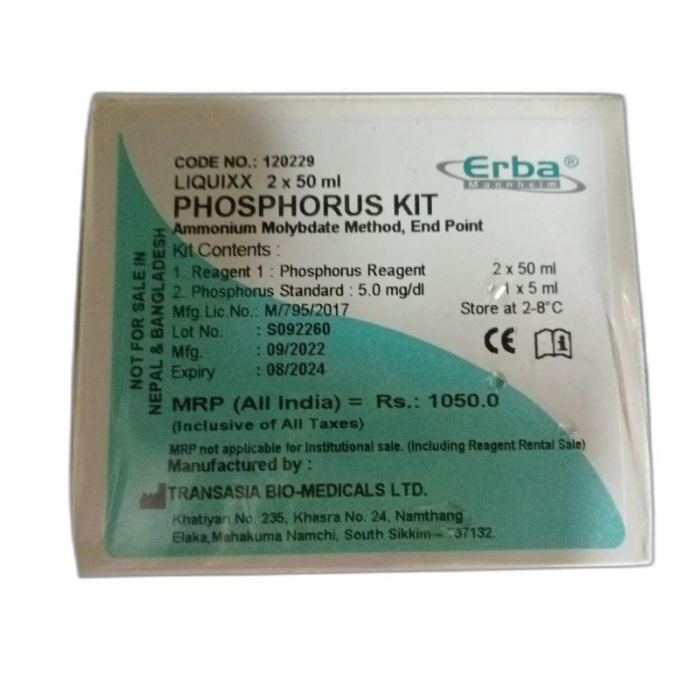 CODE NO.: 120229
LIQUIXX 2 x 50 ml
PHOSPHORUS KIT
Ammonium Molybdate Method, End Point
Erba®
Mannheim
Kit Contents :
1. Reagent 1 : Phosphorus Reagent 2 x 50 ml
2. Phosphorus Standard : 5.0 mg/dl 1 x 5 ml
Mfg.Lic.No.: M/795/2017 Store at 2-8°C
Lot No. : S092260
Mfg. : 09/2022
Expiry : 08/2024
CE
NOT FOR SALE IN
NEPAL & BANGLADESH
MRP (All India) = Rs.: 1050.0
(Inclusive of All Taxes)
MRP not applicable for Institutional sale. (Including Reagent Rental Sale)
Manufactured by :
TRANSASIA BIO-MEDICALS LTD.
Khatiyan No. 235, Khasra No. 24, Namthang
Elaka,Mahakuma Namchi, South Sikkim – 737132.